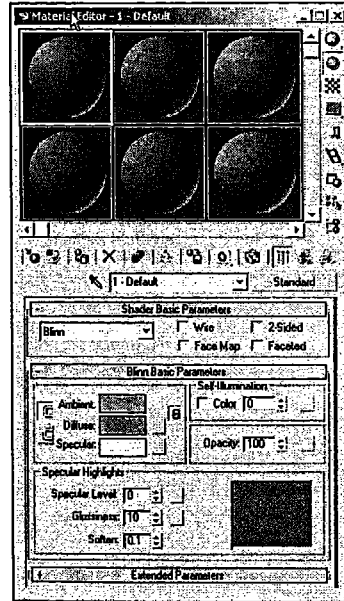 Material Editor - 1 - Default
1 - Default
Standard
Shader Basic Parameters
Blinn
Wire
2-Sided
Face Map
Faceted
Blinn Basic Parameters
Self-Illumination
Ambient:
Color 0
Diffuse:
Specular:
Opacity: 100
Specular Highlights
Specular Level: 0
Glossiness: 10
Soften: 0.1
Extended Parameters